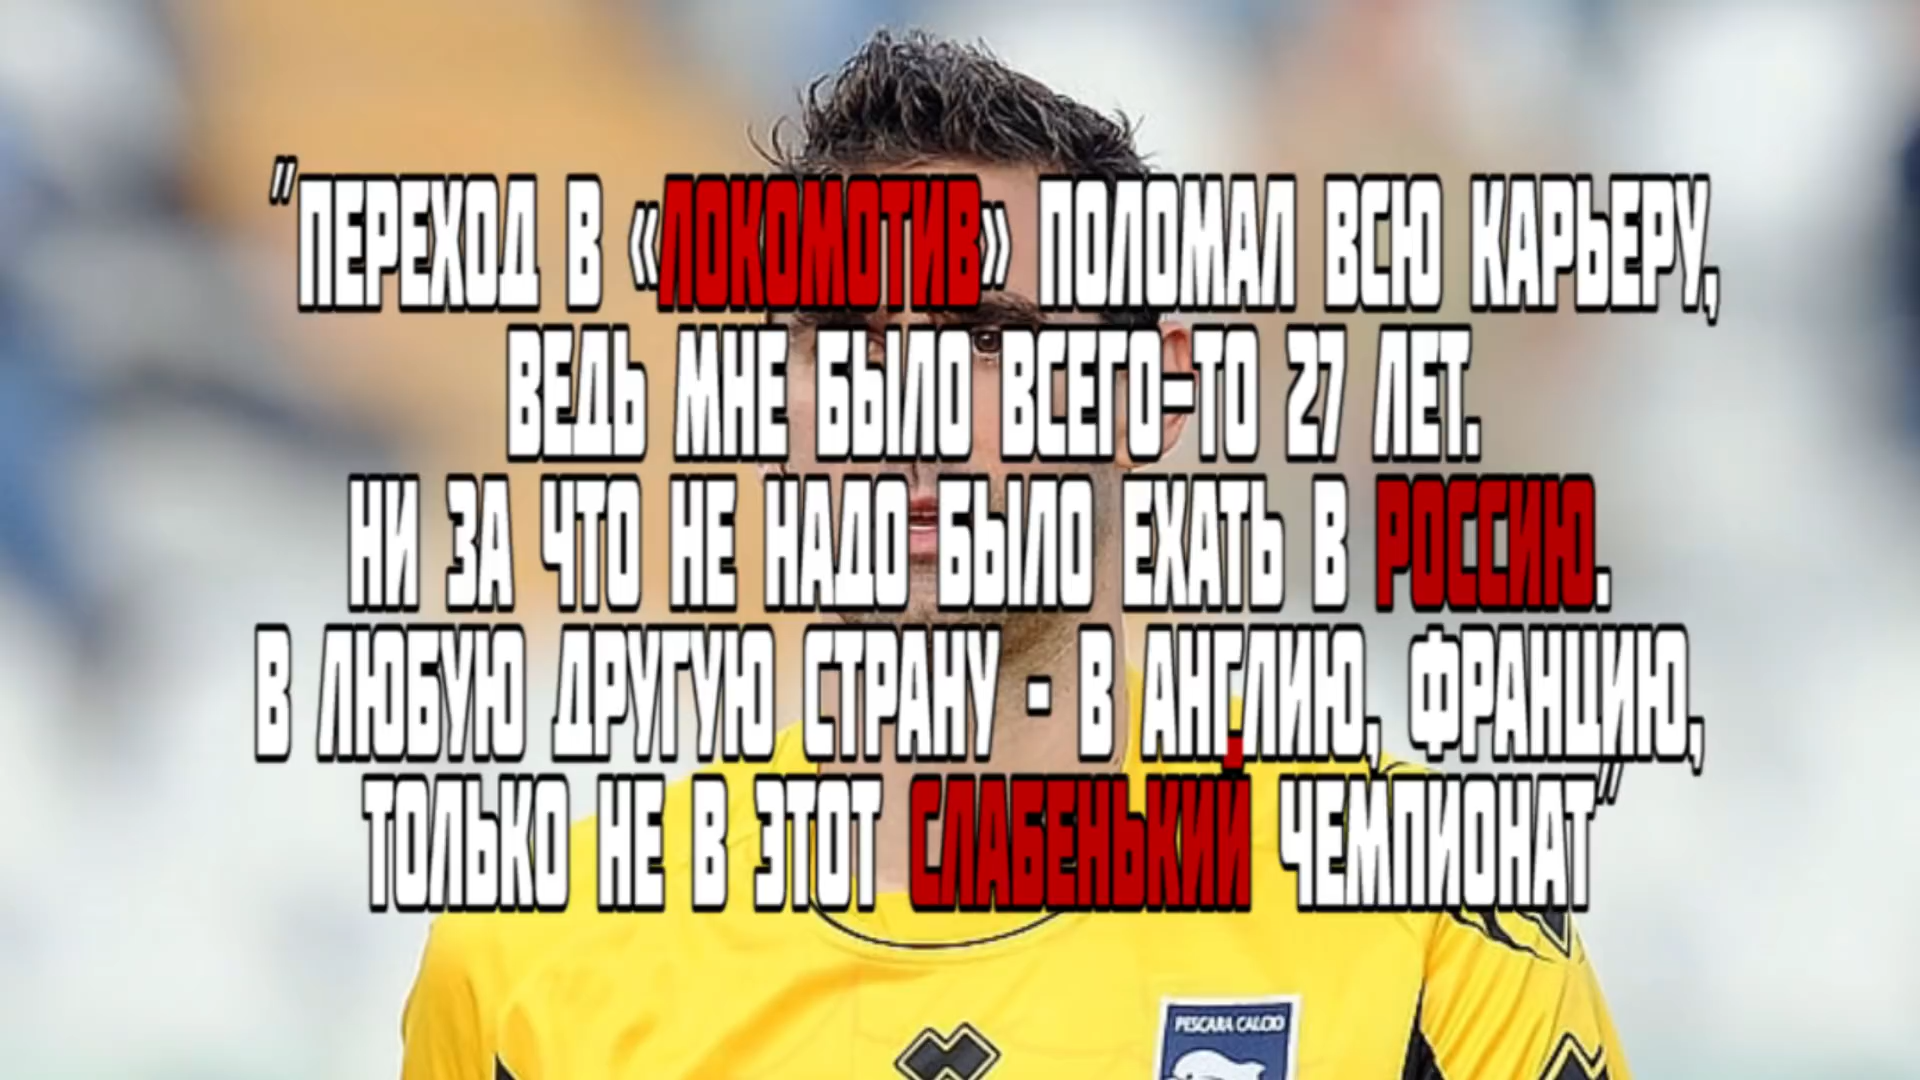 "ПЕРЕХОД В «ЛОКОМОТИВ» ПОЛОМАЛ ВСЮ КАРЬЕРУ,
ВЕДЬ МНЕ БЫЛО ВСЕГО-ТО 27 ЛЕТ.
НИ ЗА ЧТО НЕ НАДО БЫЛО ЕХАТЬ В РОССИЮ.
В ЛЮБУЮ ДРУГУЮ СТРАНУ - В АНГЛИЮ, ФРАНЦИЮ,
ТОЛЬКО НЕ В ЭТОТ СЛАБЕНЬКИЙ ЧЕМПИОНАТ"
PESCARA CALCIO